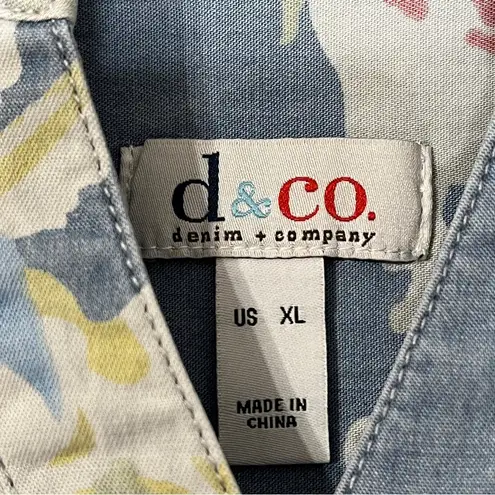 d&co.
denim + company
US XL
MADE IN
CHINA